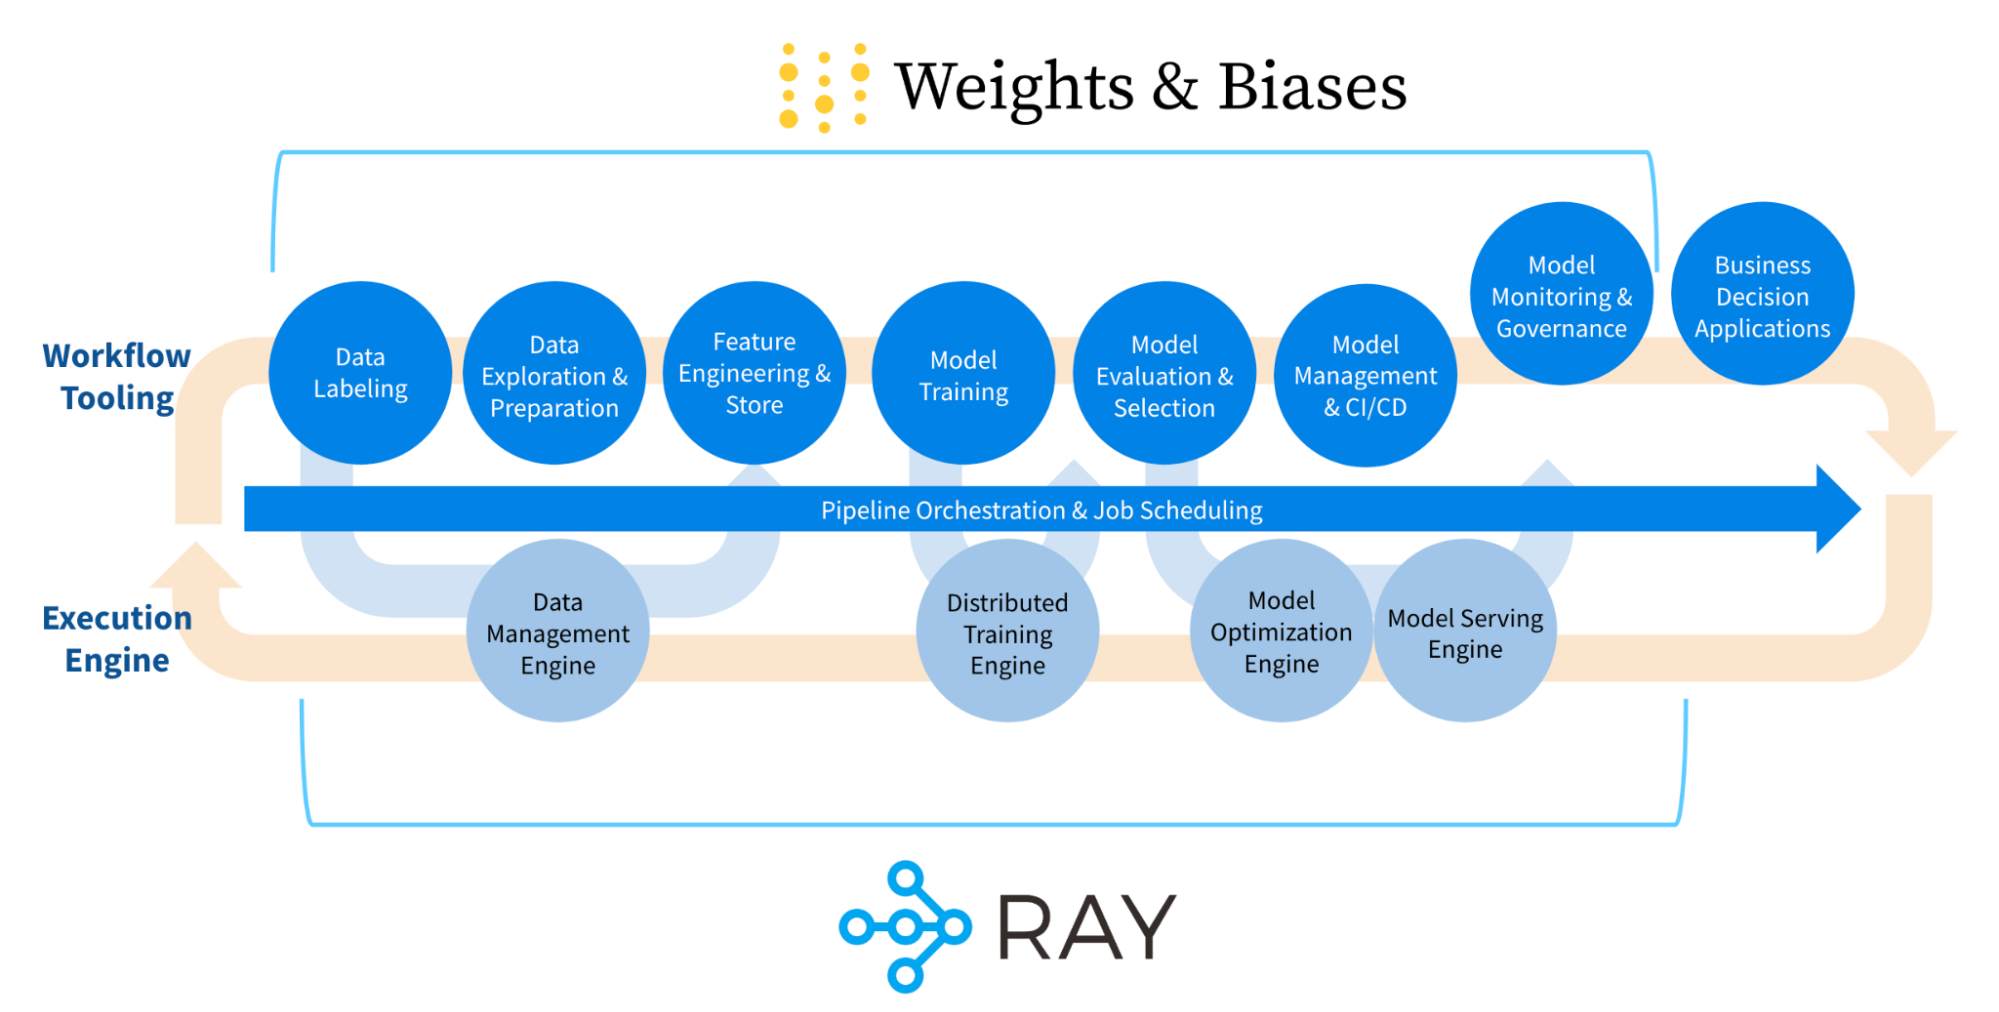 Weights & Biases
Workflow
Tooling
Data
Labeling
Data
Exploration &
Preparation
Feature
Engineering &
Store
Model
Training
Model
Evaluation &
Selection
Model
Management
& CI/CD
Model
Monitoring &
Governance
Business
Decision
Applications
Pipeline Orchestration & Job Scheduling
Execution
Engine
Data
Management
Engine
Distributed
Training
Engine
Model
Optimization
Engine
Model Serving
Engine
RAY